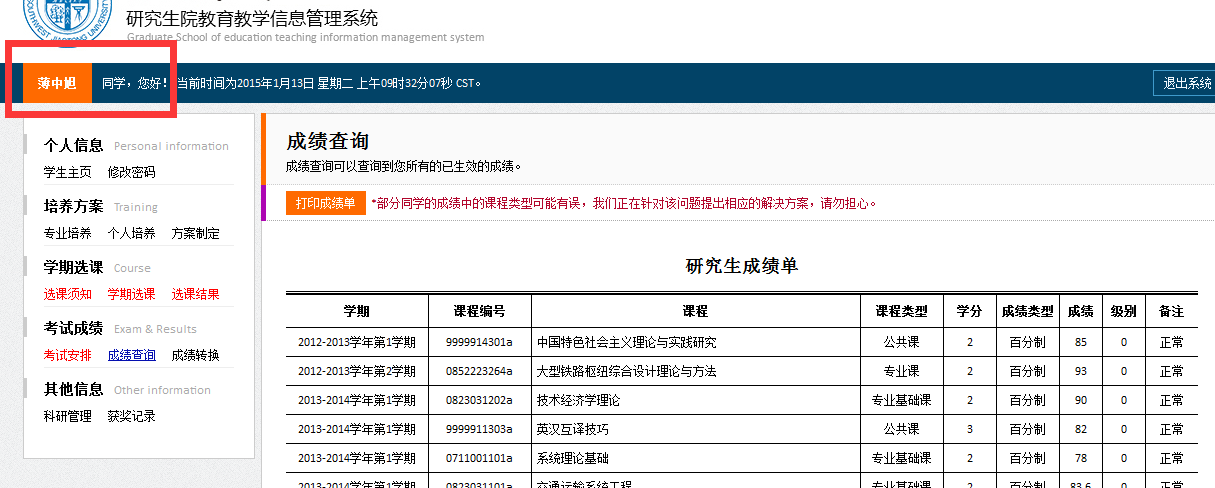 SOUTHWEST JIAOTONG UNIVERSITY
研究生院教育教学信息管理系统
Graduate School of education teaching information management system
薄中旭 同学，您好！当前时间为2015年1月13日 星期二 上午09时32分07秒 CST。 退出系统
个人信息 Personal information
学生主页 修改密码
培养方案 Training
专业培养 个人培养 方案制定
学期选课 Course
选课须知 学期选课 选课结果
考试成绩 Exam & Results
考试安排 成绩查询 成绩转换
其他信息 Other information
科研管理 获奖记录
成绩查询
成绩查询可以查询到您所有的已生效的成绩。
打印成绩单 *部分同学的成绩中的课程类型可能有误，我们正在针对该问题提出相应的解决方案，请勿担心。
研究生成绩单
学期 课程编号 课程 课程类型 学分 成绩类型 成绩 级别 备注
2012-2013学年第1学期 9999914301a 中国特色社会主义理论与实践研究 公共课 2 百分制 85 0 正常
2012-2013学年第2学期 0852223264a 大型铁路枢纽综合设计理论与方法 专业课 2 百分制 93 0 正常
2013-2014学年第1学期 0823031202a 技术经济学理论 专业基础课 2 百分制 90 0 正常
2013-2014学年第1学期 9999911303a 英汉互译技巧 公共课 3 百分制 82 0 正常
2013-2014学年第1学期 0711001101a 系统理论基础 专业基础课 2 百分制 78 0 正常
2013-2014学年第1学期 0823031101a 交通运输系统工程 专业基础课 2 百分制 83.6 0 正常